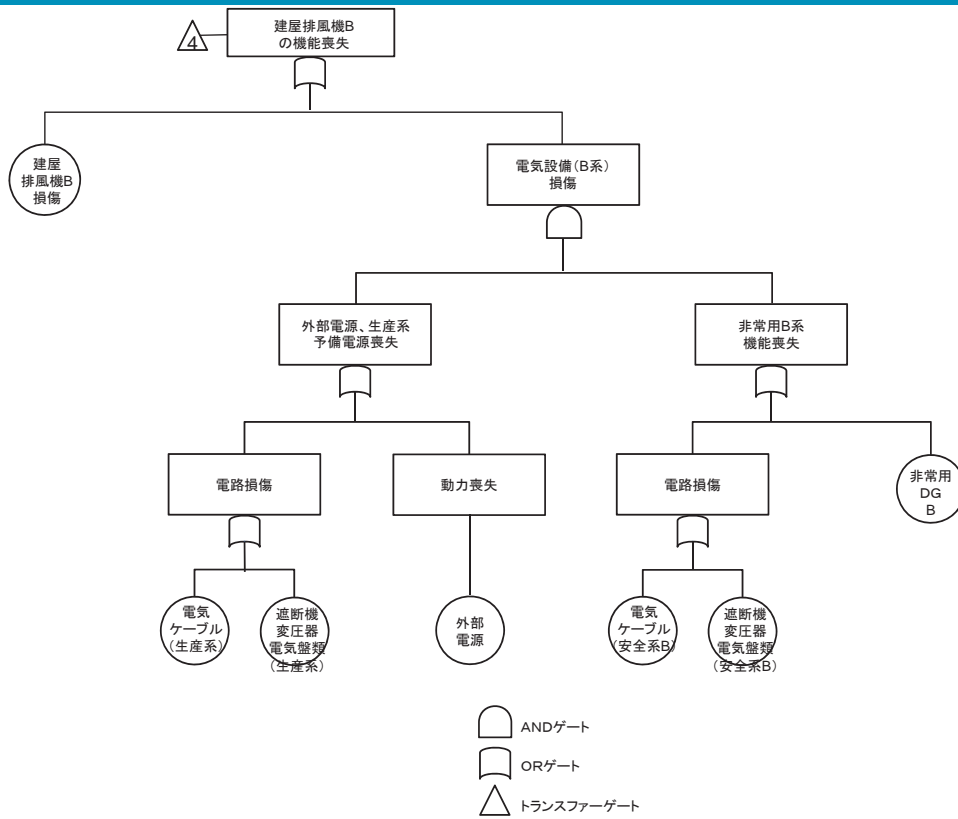 4
建屋排風機B
の機能喪失
建屋
排風機B
損傷
電気設備(B系)
損傷
外部電源、生産系
予備電源喪失
非常用B系
機能喪失
電路損傷
動力喪失
電路損傷
非常用
DG
B
電気
ケーブル
(生産系)
遮断機
変圧器
電気盤類
(生産系)
外部
電源
電気
ケーブル
(安全系B)
遮断機
変圧器
電気盤類
(安全系B)
ANDゲート
ORゲート
トランスファーゲート